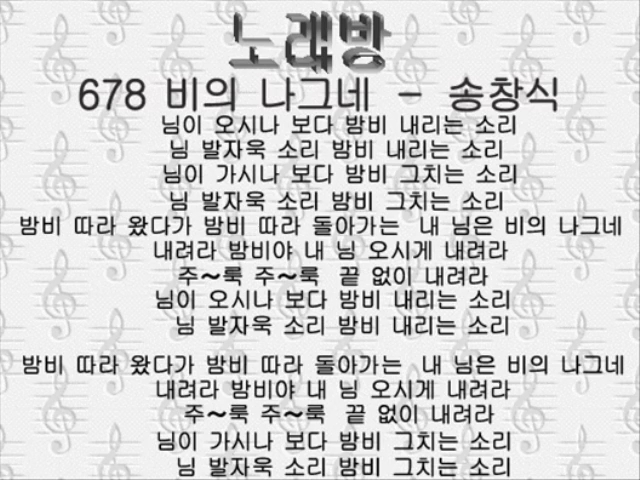 노래방
678 비의 나그네 - 송창식
님이 오시나 보다 밤비 내리는 소리
님 발자욱 소리 밤비 내리는 소리
님이 가시나 보다 밤비 그치는 소리
님 발자욱 소리 밤비 그치는 소리
밤비 따라 왔다가 밤비 따라 돌아가는 내 님은 비의 나그네
내려라 밤비야 내 님 오시게 내려라
주~룩 주~룩 끝 없이 내려라
님이 오시나 보다 밤비 내리는 소리
님 발자욱 소리 밤비 내리는 소리
밤비 따라 왔다가 밤비 따라 돌아가는 내 님은 비의 나그네
내려라 밤비야 내 님 오시게 내려라
주~룩 주~룩 끝 없이 내려라
님이 가시나 보다 밤비 그치는 소리
님 발자욱 소리 밤비 그치는 소리